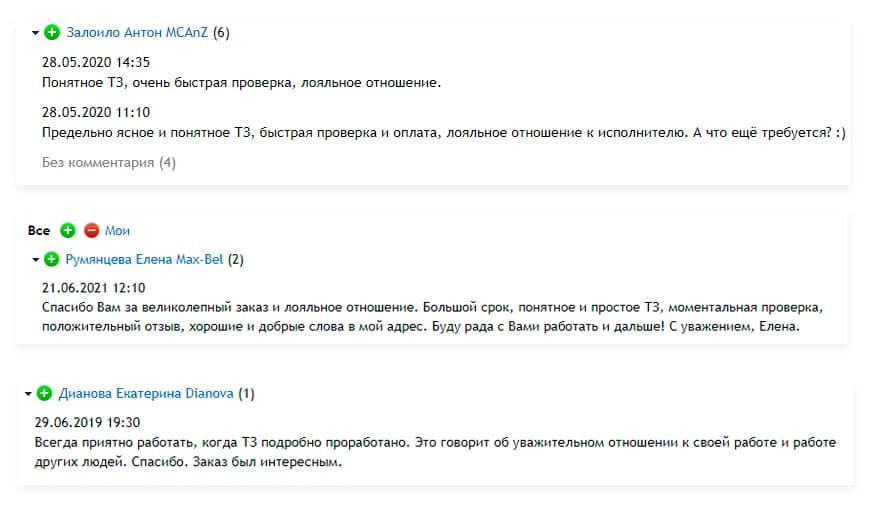 Залоило Антон MCAnZ (6)
28.05.2020 14:35
Понятное ТЗ, очень быстрая проверка, лояльное отношение.
28.05.2020 11:10
Предельно ясное и понятное ТЗ, быстрая проверка и оплата, лояльное отношение к исполнителю. А что ещё требуется? :)
Без комментария (4)
Все Мои
Румянцева Елена Max-Bel (2)
21.06.2021 12:10
Спасибо Вам за великолепный заказ и лояльное отношение. Большой срок, понятное и простое ТЗ, моментальная проверка,
положительный отзыв, хорошие и добрые слова в мой адрес. Буду рада с Вами работать и дальше! С уважением, Елена.
Дианова Екатерина Dianova (1)
29.06.2019 19:30
Всегда приятно работать, когда ТЗ подробно проработано. Это говорит об уважительном отношении к своей работе и работе
других людей. Спасибо. Заказ был интересным.